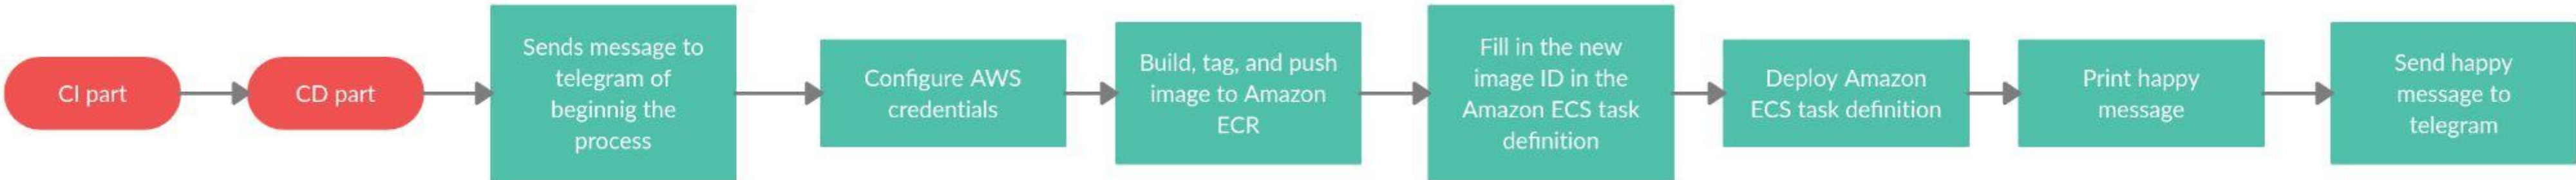 CI part
CD part
Sends message to
telegram of
beginnig the
process
Configure AWS
credentials
Build, tag, and push
image to Amazon
ECR
Fill in the new
image ID in the
Amazon ECS task
definition
Deploy Amazon
ECS task definition
Print happy
message
Send happy
message to
telegram